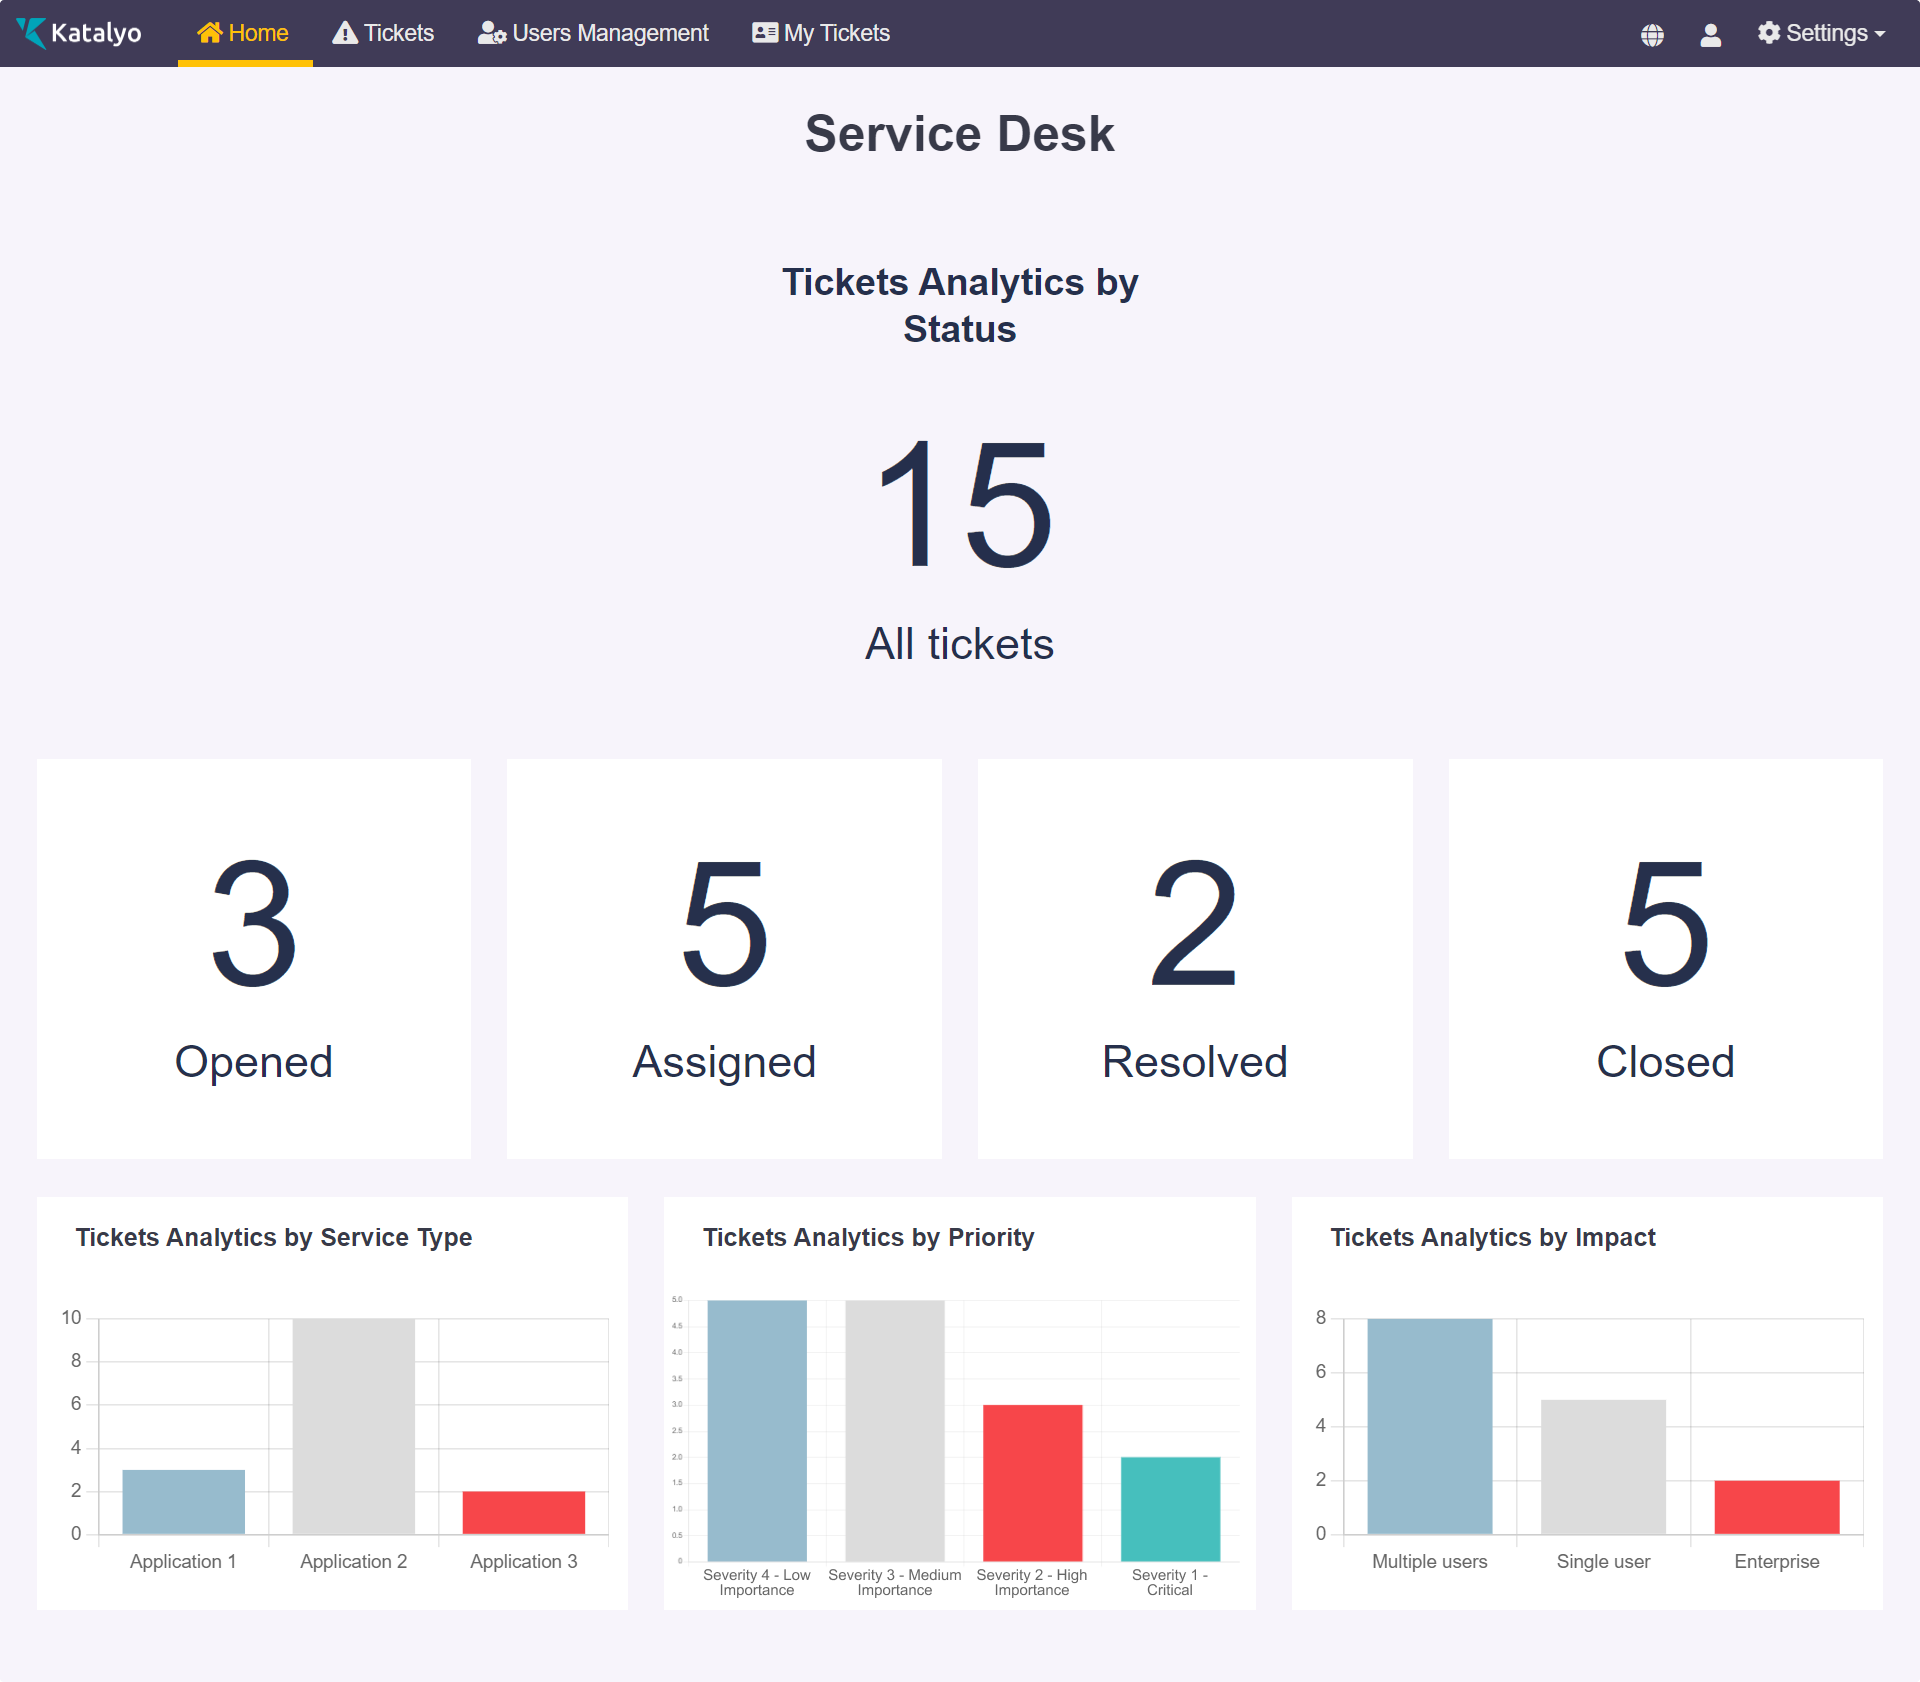 Katalyo Home Tickets Users Management My Tickets Settings
Service Desk
Tickets Analytics by
Status
15
All tickets
3
Opened
5
Assigned
2
Resolved
5
Closed
Tickets Analytics by Service Type
10
8
6
4
2
0
Application 1 Application 2 Application 3
Tickets Analytics by Priority
5.0
4.5
4.0
3.5
3.0
2.5
2.0
1.5
1.0
0.5
0
Severity 4 - Low Importance
Severity 3 - Medium Importance
Severity 2 - High Importance
Severity 1 - Critical
Tickets Analytics by Impact
8
6
4
2
0
Multiple users Single user Enterprise